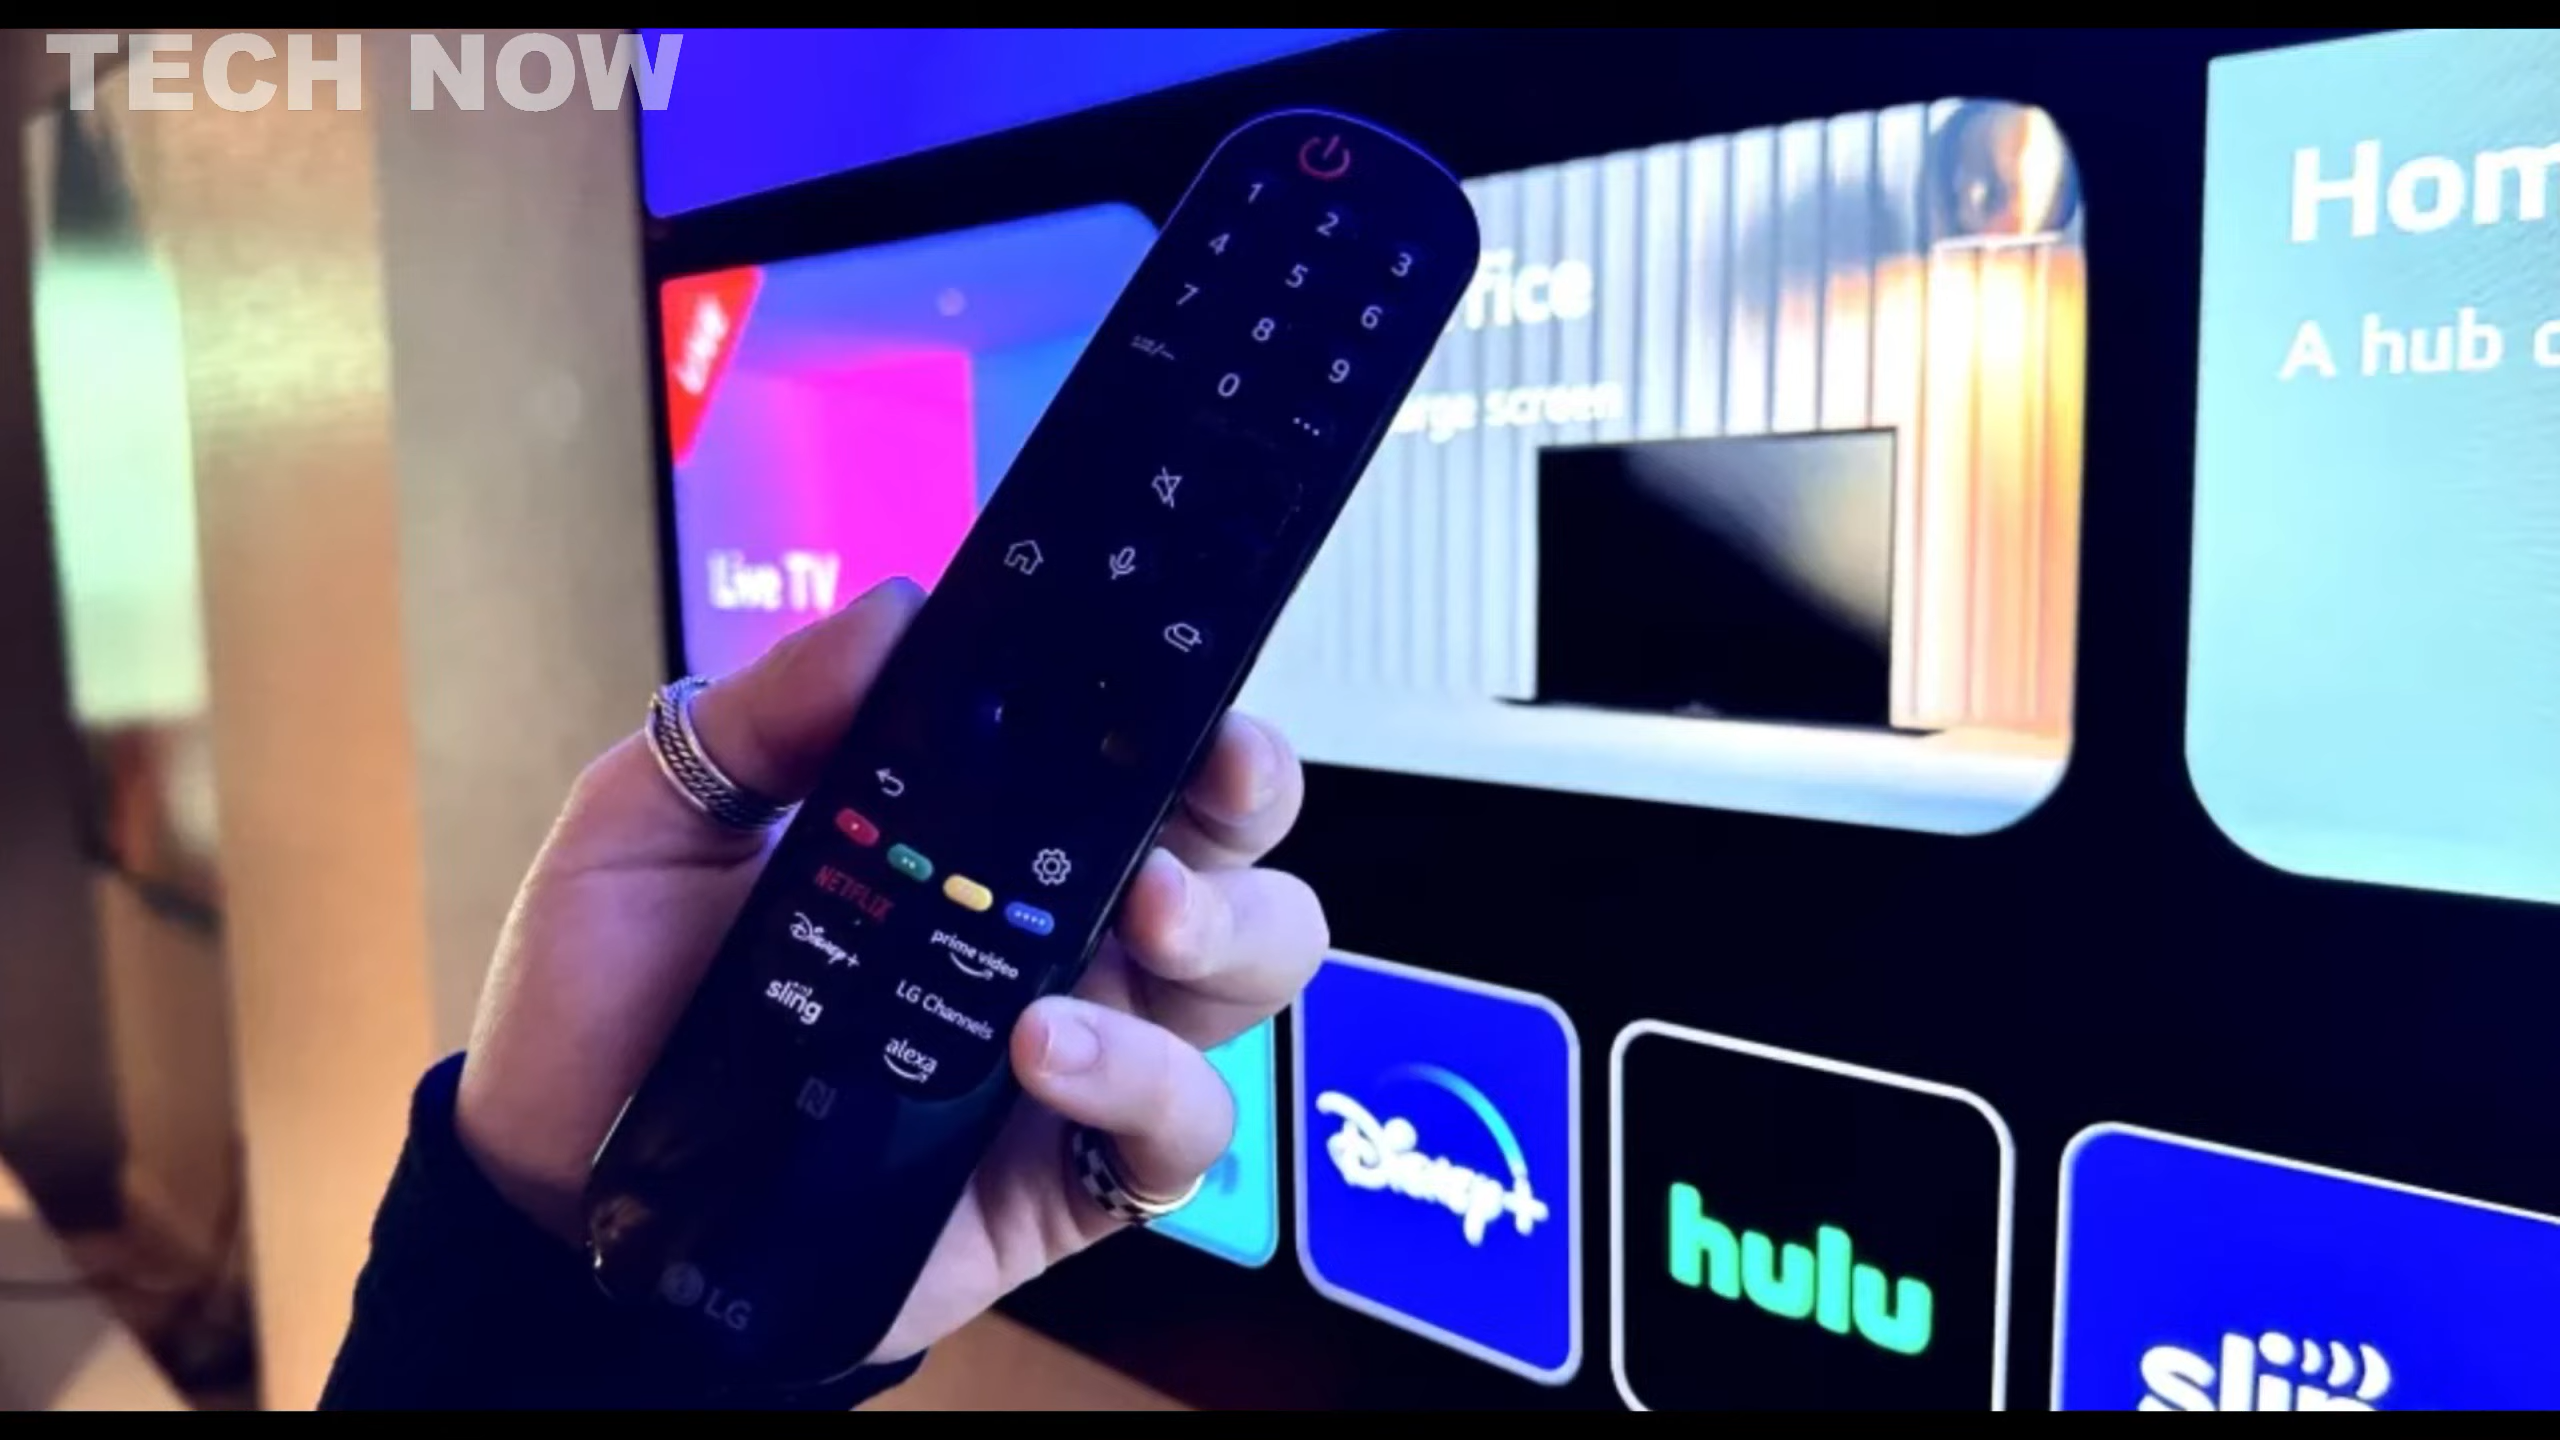 TECH NOW
1 2 3
4 5 6
7 8 9
0 ...
Live TV
fice
rge screen
Hom
A hub
NETFLIX
prime video
Disney+
LG Channels
sling
alexa
LG
Disney+
hulu
sling